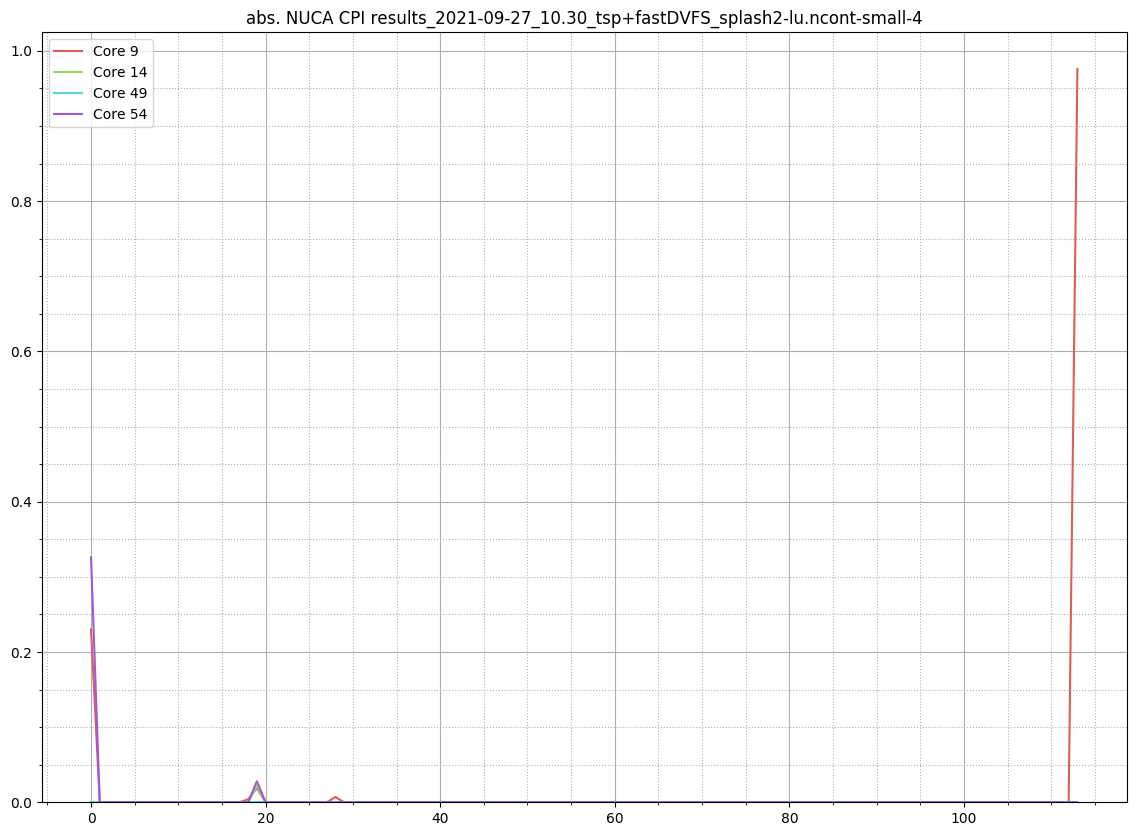 abs. NUCA CPI results_2021-09-27_10.30_tsp+fastDVFS_splash2-lu.ncont-small-4
Core 9
Core 14
Core 49
Core 54
1.0
0.8
0.6
0.4
0.2
0.0
0 20 40 60 80 100